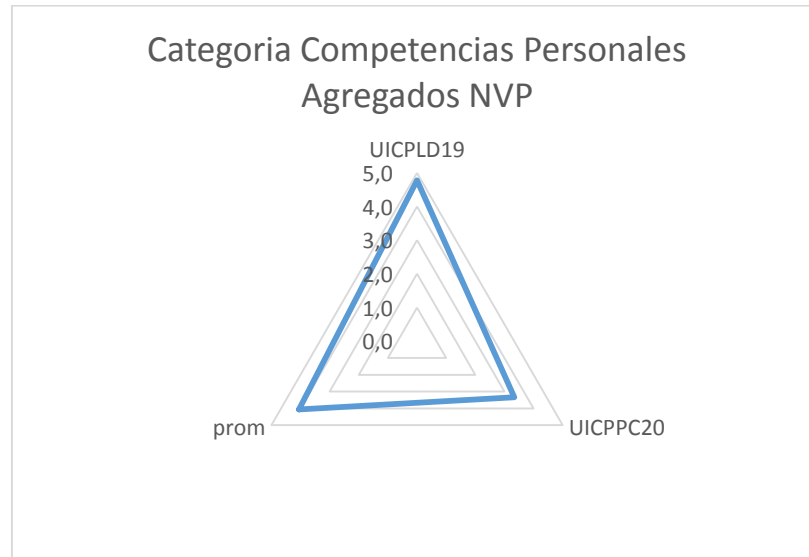 Categoria Competencias Personales
Agregados NVP
UICPLD19
5,0
4,0
3,0
2,0
1,0
0,0
prom
UICPPC20